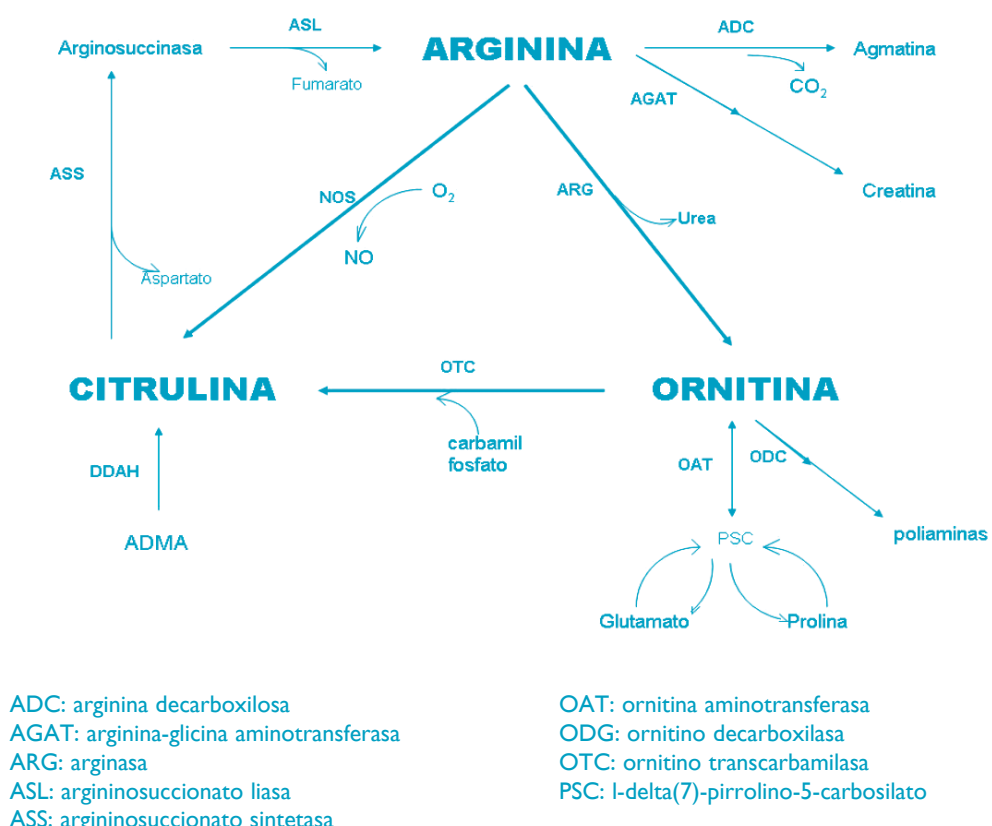 ASL
Arginosuccinasa
ARGININA
ADC
Agmatina
Fumarato
CO₂
AGAT
ASS
NOS
O₂
ARG
Creatina
Urea
NO
Aspartato
OTC
CITRULINA
ORNITINA
carbamil
fosfato
DDAH
OAT
ODC
ADMA
PSC
poliaminas
Glutamato
Prolina
ADC: arginina decarboxilosa
AGAT: arginina-glicina aminotransferasa
ARG: arginasa
ASL: argininosuccionato liasa
ASS: argininosuccionato sintetasa
OAT: ornitina aminotransferasa
ODG: ornitino decarboxilasa
OTC: ornitino transcarbamilasa
PSC: l-delta(7)-pirrolino-5-carbosilato